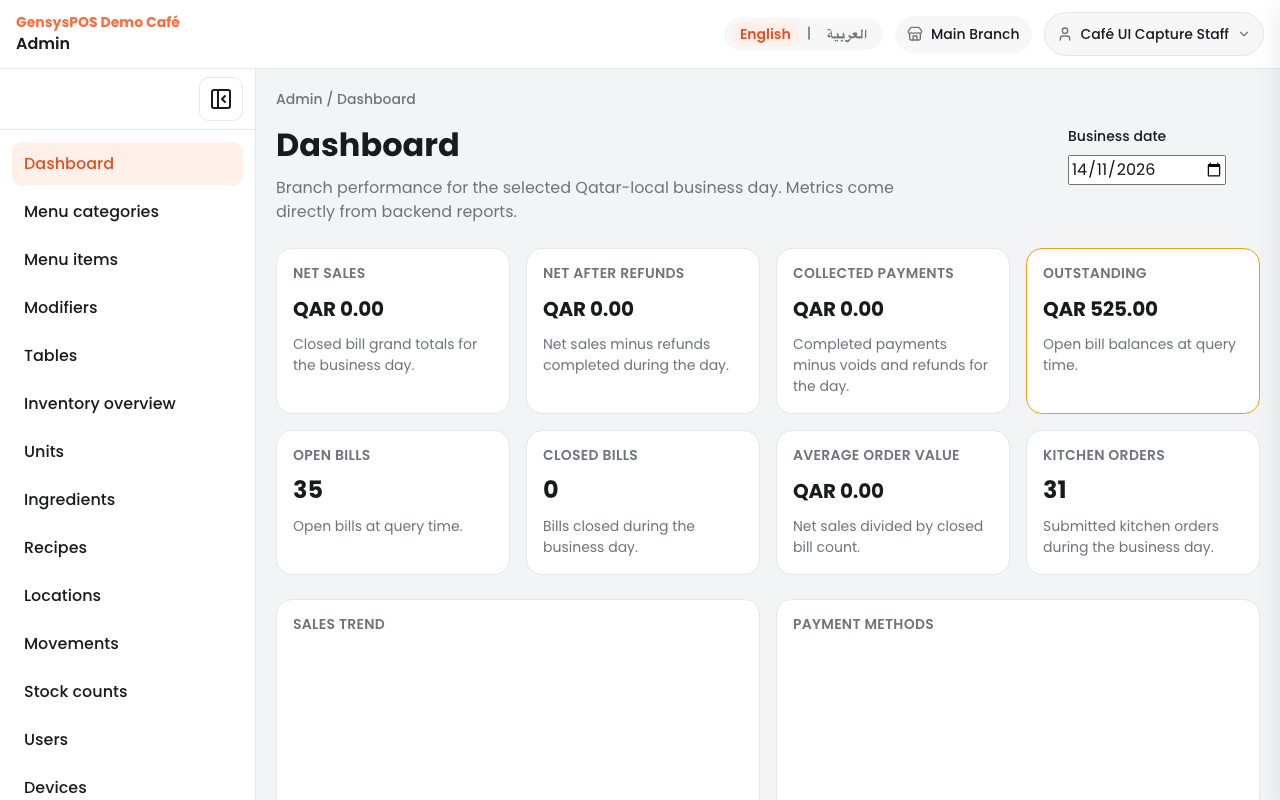 GensysPOS Demo Café
Admin
English | العربية
Main Branch
Café UI Capture Staff
Dashboard
Menu categories
Menu items
Modifiers
Tables
Inventory overview
Units
Ingredients
Recipes
Locations
Movements
Stock counts
Users
Devices
Admin / Dashboard
Dashboard
Branch performance for the selected Qatar-local business day. Metrics come
directly from backend reports.
Business date
14/11/2026
NET SALES
QAR 0.00
Closed bill grand totals for
the business day.
NET AFTER REFUNDS
QAR 0.00
Net sales minus refunds
completed during the day.
COLLECTED PAYMENTS
QAR 0.00
Completed payments
minus voids and refunds for
the day.
OUTSTANDING
QAR 525.00
Open bill balances at query
time.
OPEN BILLS
35
Open bills at query time.
CLOSED BILLS
0
Bills closed during the
business day.
AVERAGE ORDER VALUE
QAR 0.00
Net sales divided by closed
bill count.
KITCHEN ORDERS
31
Submitted kitchen orders
during the business day.
SALES TREND
PAYMENT METHODS